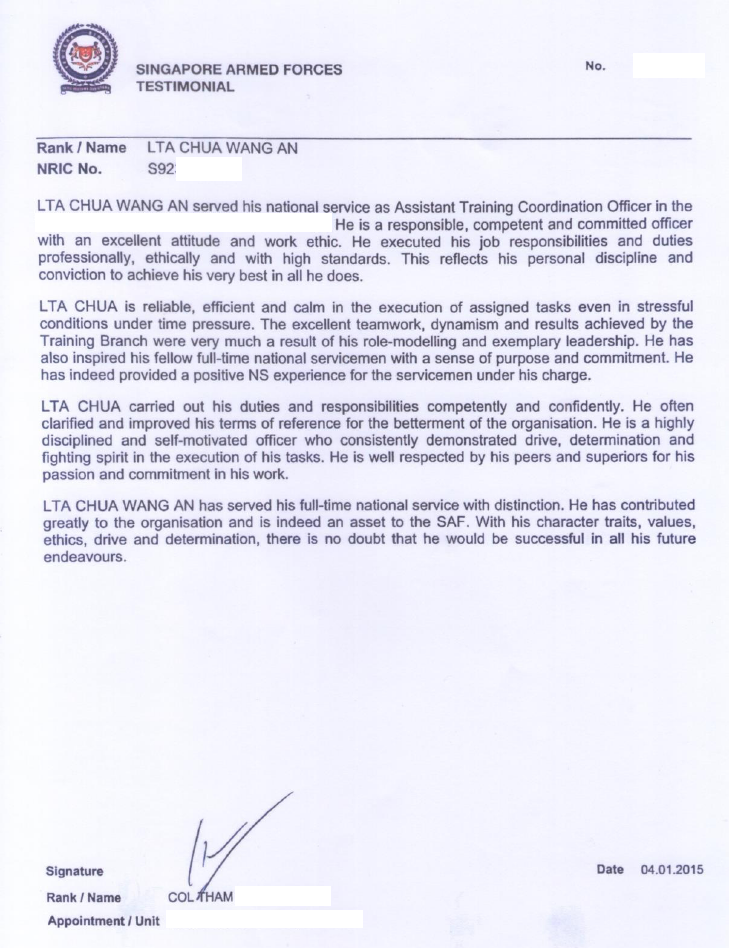 SINGAPORE ARMED FORCES
TESTIMONIAL
No.
Rank / Name LTA CHUA WANG AN
NRIC No. S92
LTA CHUA WANG AN served his national service as Assistant Training Coordination Officer in the
He is a responsible, competent and committed officer
with an excellent attitude and work ethic. He executed his job responsibilities and duties
professionally, ethically and with high standards. This reflects his personal discipline and
conviction to achieve his very best in all he does.
LTA CHUA is reliable, efficient and calm in the execution of assigned tasks even in stressful
conditions under time pressure. The excellent teamwork, dynamism and results achieved by the
Training Branch were very much a result of his role-modelling and exemplary leadership. He has
also inspired his fellow full-time national servicemen with a sense of purpose and commitment. He
has indeed provided a positive NS experience for the servicemen under his charge.
LTA CHUA carried out his duties and responsibilities competently and confidently. He often
clarified and improved his terms of reference for the betterment of the organisation. He is a highly
disciplined and self-motivated officer who consistently demonstrated drive, determination and
fighting spirit in the execution of his tasks. He is well respected by his peers and superiors for his
passion and commitment in his work.
LTA CHUA WANG AN has served his full-time national service with distinction. He has contributed
greatly to the organisation and is indeed an asset to the SAF. With his character traits, values,
ethics, drive and determination, there is no doubt that he would be successful in all his future
endeavours.
Signature
Date 04.01.2015
Rank / Name COL THAM
Appointment / Unit